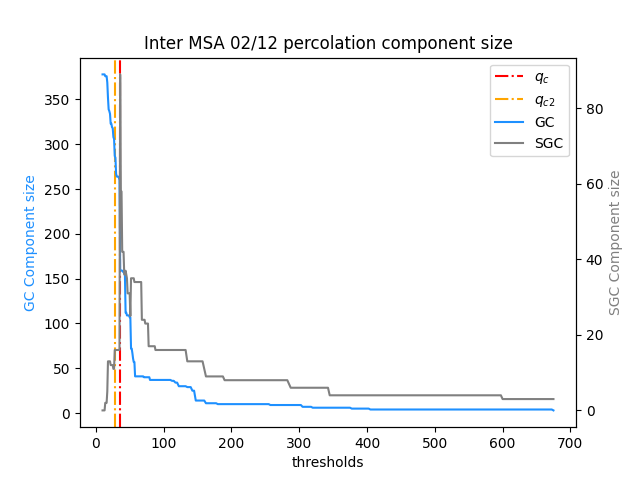 Inter MSA 02/12 percolation component size
q_c
q_{c2}
GC
SGC
350
300
250
200
150
100
50
0
GC Component size
80
60
40
20
0
SGC Component size
0 100 200 300 400 500 600 700
thresholds